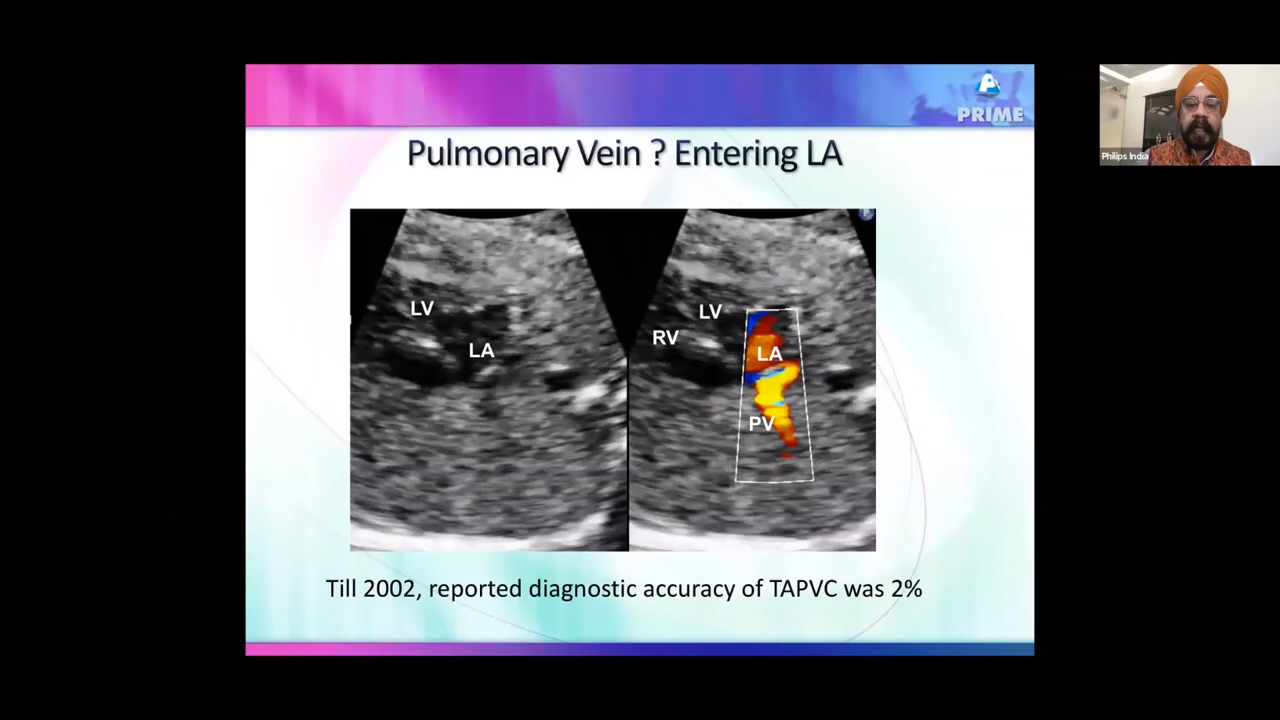 PRIME
Philips India
Pulmonary Vein ? Entering LA
LV
LA
LV
RV
LA
PV
P
Till 2002, reported diagnostic accuracy of TAPVC was 2%